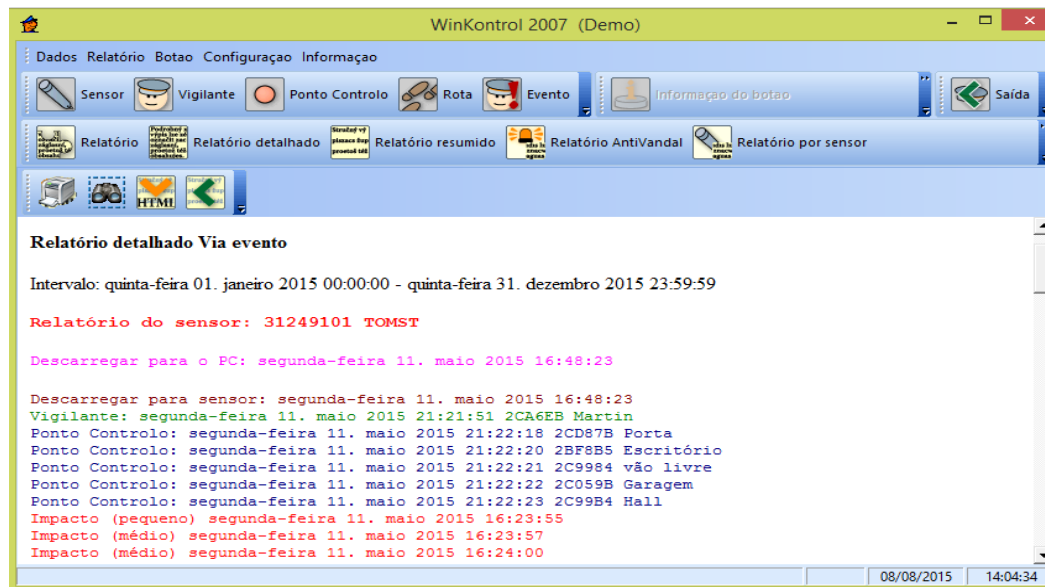 WinKontrol 2007 (Demo)
Dados Relatório Botao Configuraçao Informaçao
Sensor Vigilante Ponto Controlo Rota Evento Informaçao do botao Saída
Relatório Relatório detalhado Relatório resumido Relatório AntiVandal Relatório por sensor
HTML
Relatório detalhado Via evento
Intervalo: quinta-feira 01. janeiro 2015 00:00:00 - quinta-feira 31. dezembro 2015 23:59:59
Relatório do sensor: 31249101 TOMST
Descarregar para o PC: segunda-feira 11. maio 2015 16:48:23
Descarregar para sensor: segunda-feira 11. maio 2015 16:48:23
Vigilante: segunda-feira 11. maio 2015 21:21:51 2CA6EB Martin
Ponto Controlo: segunda-feira 11. maio 2015 21:22:18 2CD87B Porta
Ponto Controlo: segunda-feira 11. maio 2015 21:22:20 2BF8B5 Escritório
Ponto Controlo: segunda-feira 11. maio 2015 21:22:21 2C9984 vão livre
Ponto Controlo: segunda-feira 11. maio 2015 21:22:22 2C059B Garagem
Ponto Controlo: segunda-feira 11. maio 2015 21:22:23 2C99B4 Hall
Impacto (pequeno) segunda-feira 11. maio 2015 16:23:55
Impacto (médio) segunda-feira 11. maio 2015 16:23:57
Impacto (médio) segunda-feira 11. maio 2015 16:24:00
08/08/2015 14:04:34